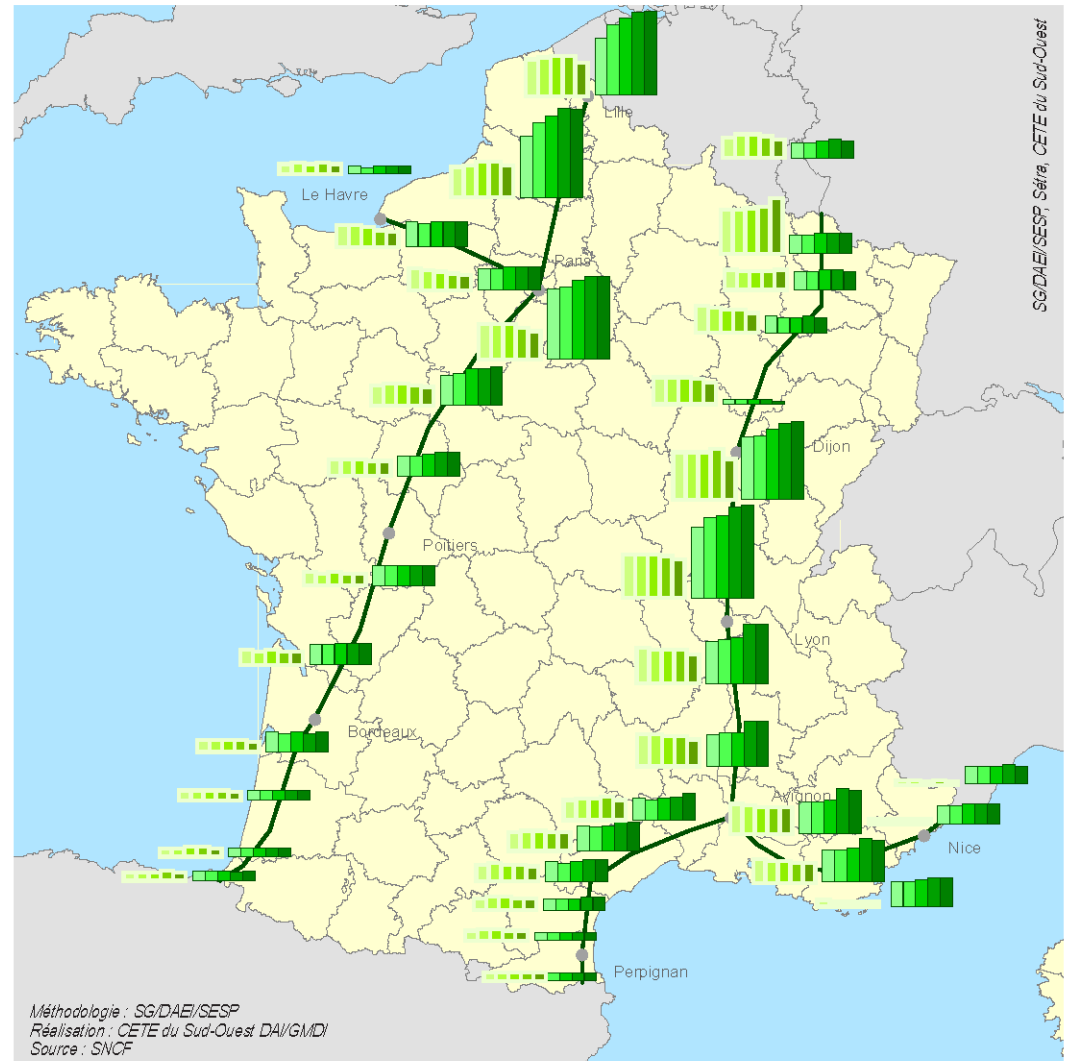 SG/DAEI/SESP, Sétra, CETE du Sud-Ouest
Lille
Le Havre
Paris
Dijon
Poitiers
Lyon
Bordeaux
Avignon
Nice
Perpignan
Méthodologie : SG/DAEI/SESP
Réalisation : CETE du Sud-Ouest DAI/GMDI
Source : SNCF